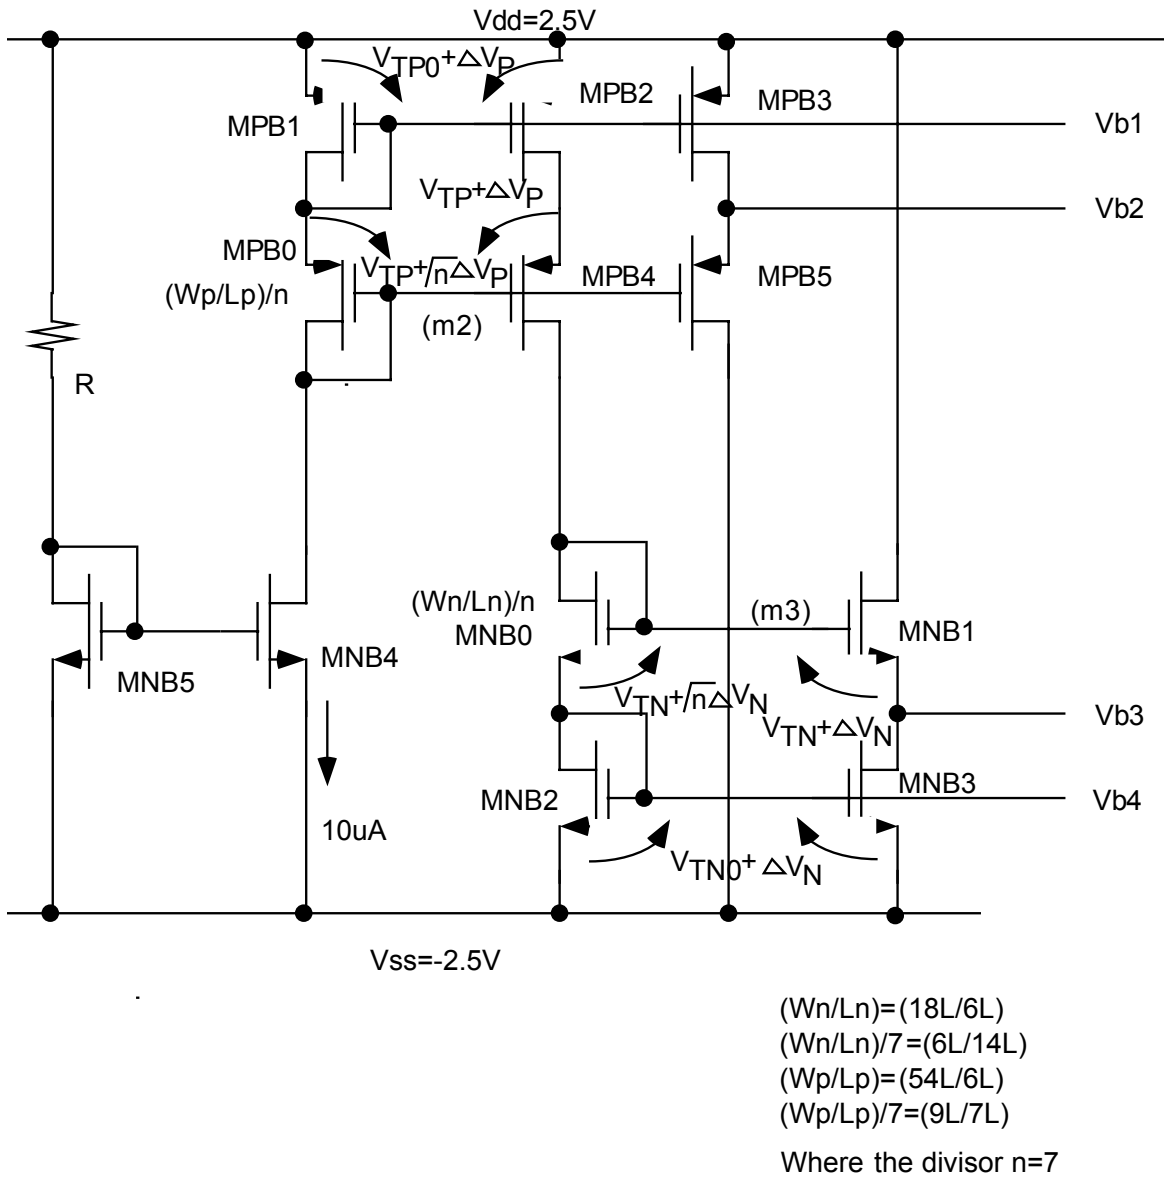 Vdd=2.5V
VTP0+△VP
MPB1
MPB2
MPB3
Vb1
VTP+△VP
Vb2
MPB0
(Wp/Lp)/n
VTP+√n△VP
(m2)
MPB4
MPB5
R
(Wn/Ln)/n
MNB0
(m3)
MNB1
MNB5
MNB4
VTN+√n△VN
VTN+△VN
Vb3
MNB2
MNB3
Vb4
10uA
VTN0+ △VN
Vss=-2.5V
(Wn/Ln)=(18L/6L)
(Wn/Ln)/7=(6L/14L)
(Wp/Lp)=(54L/6L)
(Wp/Lp)/7=(9L/7L)
Where the divisor n=7